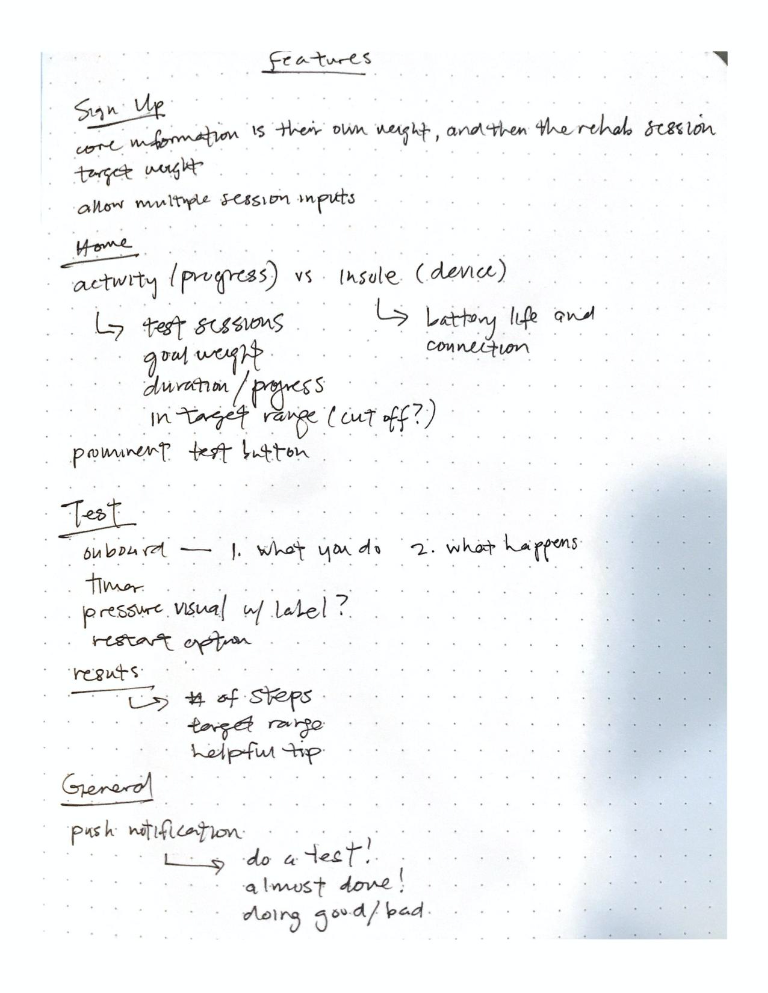 Features
Sign Up
core information is their own weight, and then the rehab session
target weight
allow multiple session inputs
Home
activity (progress) vs insole (device)
↳ test sessions ↳ battery life and
goal weight connection
duration/progress
in target range (cut off?)
prominent test button
Test
onboard — 1. what you do 2. what happens
timer
pressure visual w/ label?
restart option
results
↳ # of steps
target range
helpful tip
General
push notification
↳ do a test!
almost done!
doing good/bad